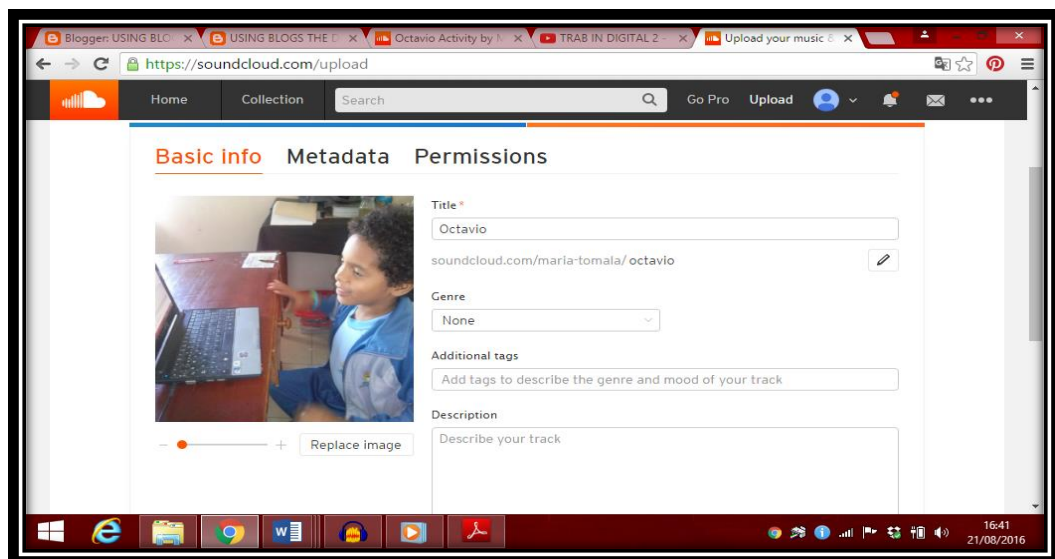 Blogger: USING BLO
USING BLOGS THE
Octavio Activity by
TRAB IN DIGITAL 2 -
Upload your music &
https://soundcloud.com/upload
Home Collection Search Go Pro Upload
Basic info Metadata Permissions
Title *
Octavio
soundcloud.com/maria-tomala/ octavio
Genre
None
Additional tags
Add tags to describe the genre and mood of your track
Description
Describe your track
Replace image
16:41
21/08/2016